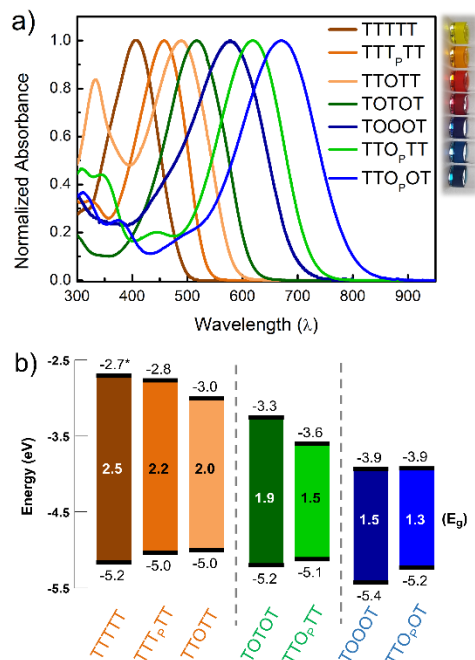 a)
Normalized Absorbance
1.0
0.8
0.6
0.4
0.2
0.0
300 400 500 600 700 800 900
Wavelength (λ)
TTTTT
TTTPTT
TTOTT
TOTOT
TOOOT
TTOPTT
TTOPOT
b)
Energy (eV)
-2.5
-3.5
-4.5
-5.5
-2.7* -2.8 -3.0 -3.3 -3.6 -3.9 -3.9
2.5 2.2 2.0 1.9 1.5 1.5 1.3 (Eg)
-5.2 -5.0 -5.0 -5.2 -5.1 -5.4 -5.2
TTTTT TTTPTT TTOTT TOTOT TTOPTT TOOOT TTOPOT